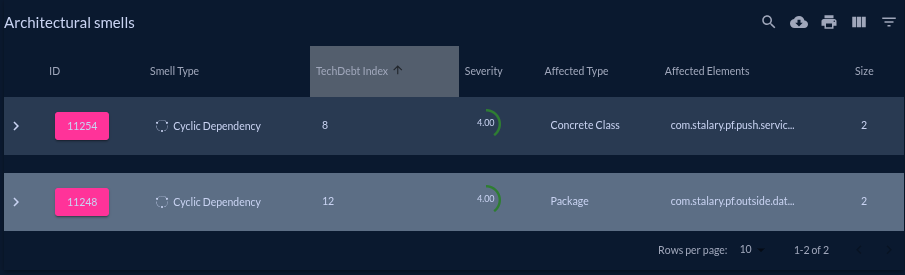 Architectural smells
ID Smell Type TechDebt Index Severity Affected Type Affected Elements Size
11254 Cyclic Dependency 8 4.00 Concrete Class com.stalary.pf.push.servic... 2
11248 Cyclic Dependency 12 4.00 Package com.stalary.pf.outside.dat... 2
Rows per page: 10 1-2 of 2